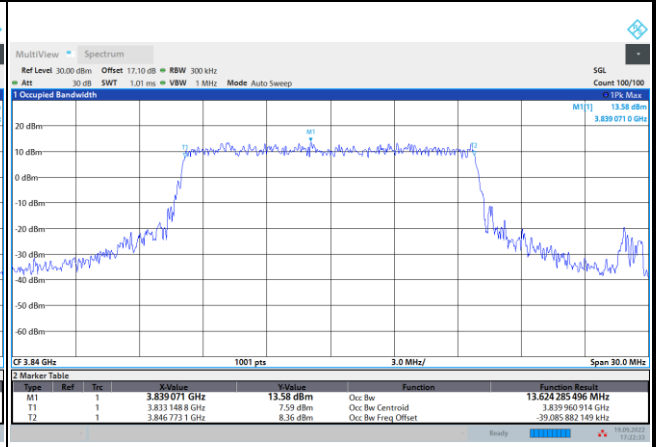 MultiView Spectrum
Ref Level 30.00 dBm Offset 17.10 dB RBW 300 kHz SGL
Att 30 dB SWT 1.01 ms VBW 1 MHz Mode Auto Sweep Count 100/100
1 Occupied Bandwidth 1Pk Max
M1[1] 13.58 dBm
3.839 071 0 GHz
20 dBm
M1
T1
T2
10 dBm
0 dBm
-10 dBm
-20 dBm
-30 dBm
-40 dBm
-50 dBm
-60 dBm
CF 3.84 GHz 1001 pts 3.0 MHz/ Span 30.0 MHz
2 Marker Table
Type Ref Trc X-Value Y-Value Function Function Result
M1 1 3.839 071 GHz 13.58 dBm Occ Bw 13.624 285 496 MHz
T1 1 3.833 148 8 GHz 7.59 dBm Occ Bw Centroid 3.839 960 914 GHz
T2 1 3.846 773 1 GHz 8.36 dBm Occ Bw Freq Offset -39.085 882 149 kHz
Ready 19.09.2022
17:22:33